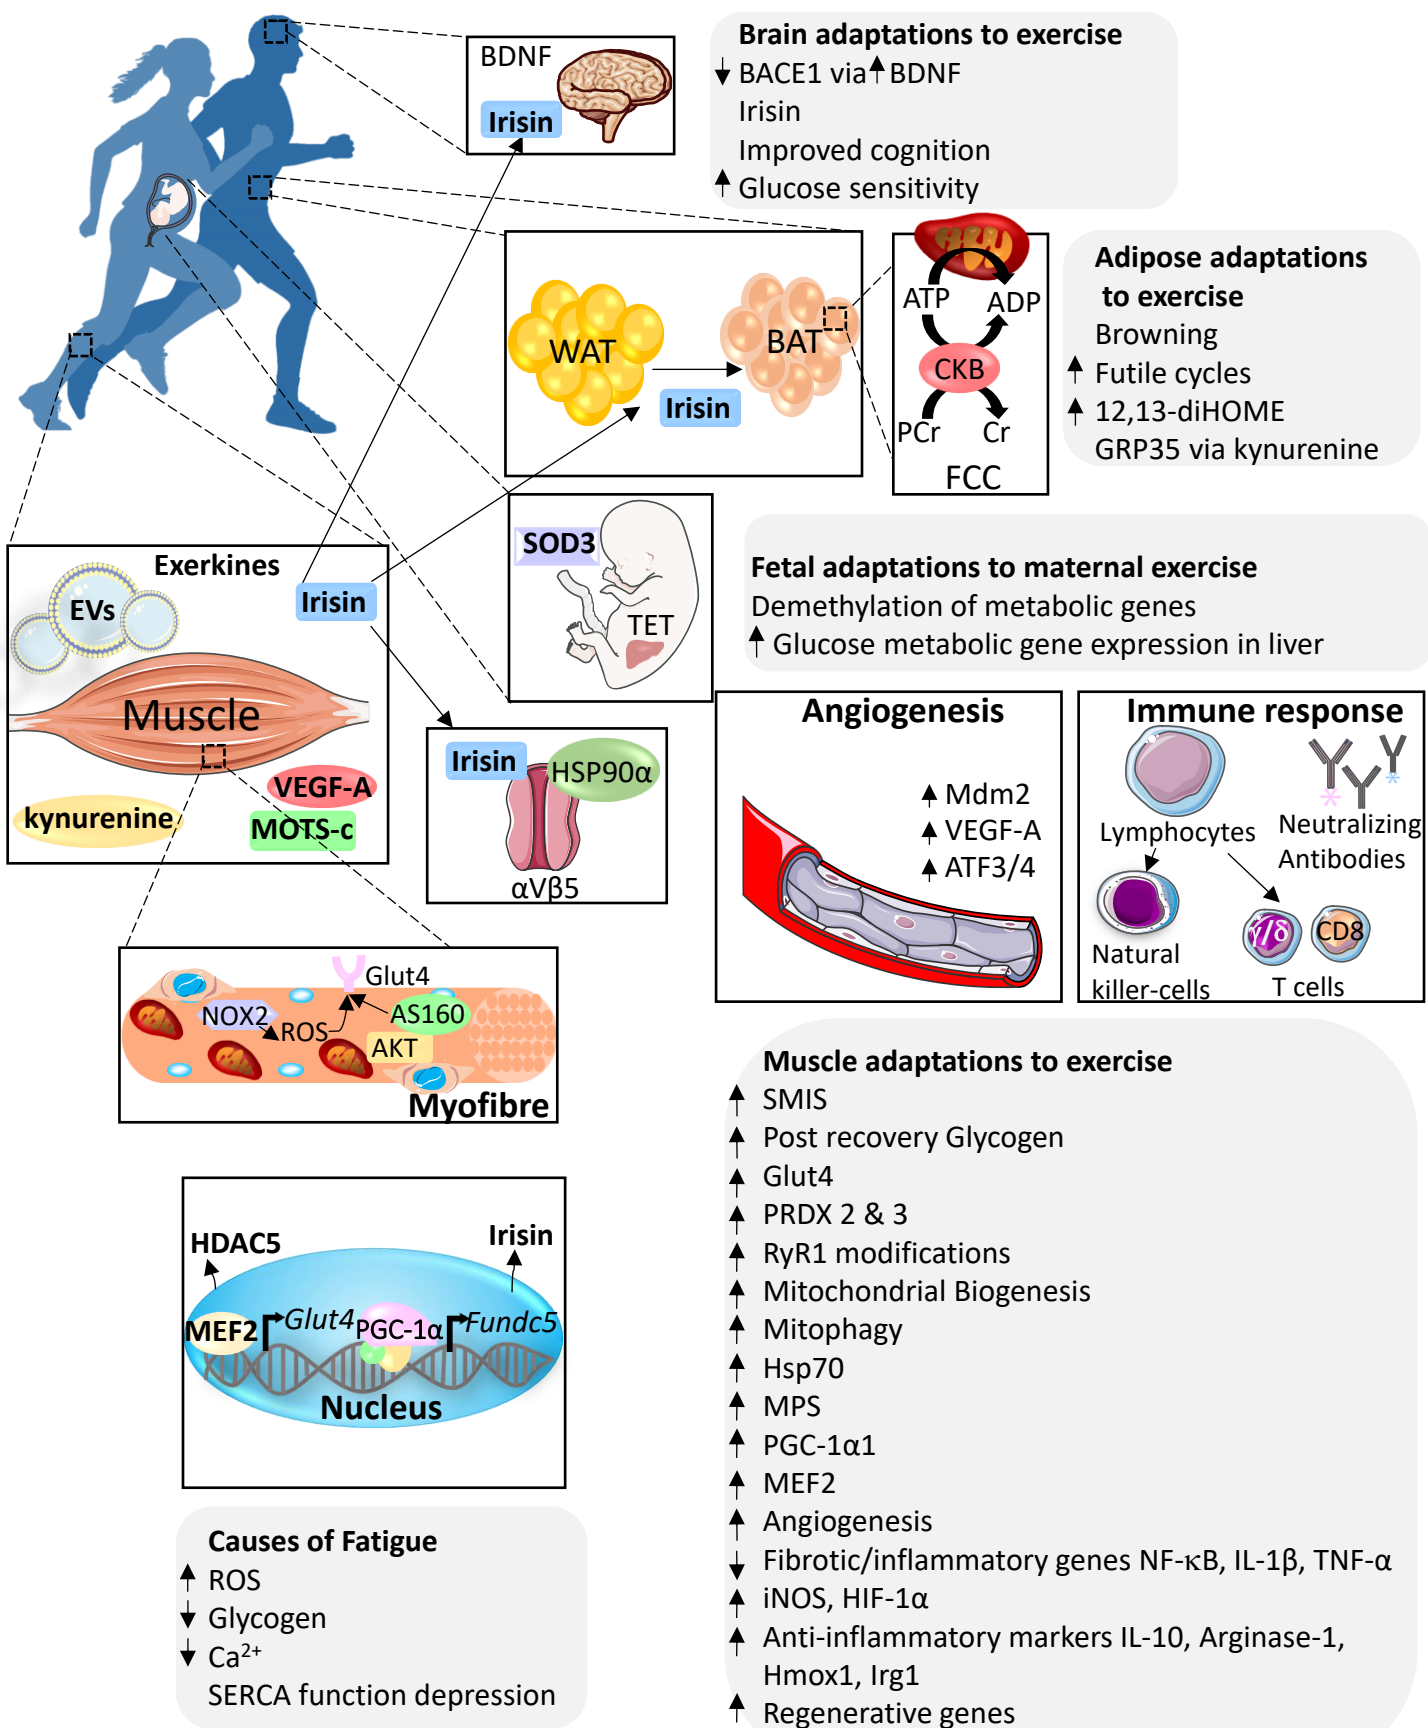 BDNF
Irisin
Brain adaptations to exercise
BACE1 via BDNF
Irisin
Improved cognition
Glucose sensitivity
WAT
BAT
Irisin
ATP
ADP
CKB
PCr
Cr
FCC
Adipose adaptations
to exercise
Browning
Futile cycles
12,13-diHOME
GRP35 via kynurenine
Exerkines
EVs
Irisin
Muscle
VEGF-A
kynurenine
MOTS-c
SOD3
TET
Fetal adaptations to maternal exercise
Demethylation of metabolic genes
Glucose metabolic gene expression in liver
Irisin
HSP90α
αVβ5
Angiogenesis
Mdm2
VEGF-A
ATF3/4
Immune response
Lymphocytes
Neutralizing
Antibodies
Natural
killer-cells
γ/δ
CD8
T cells
Glut4
NOX2
ROS
AS160
AKT
Myofibre
HDAC5
Irisin
MEF2
Glut4
PGC-1α
Fundc5
Nucleus
Causes of Fatigue
ROS
Glycogen
Ca²⁺
SERCA function depression
Muscle adaptations to exercise
SMIS
Post recovery Glycogen
Glut4
PRDX 2 & 3
RyR1 modifications
Mitochondrial Biogenesis
Mitophagy
Hsp70
MPS
PGC-1α1
MEF2
Angiogenesis
Fibrotic/inflammatory genes NF-κB, IL-1β, TNF-α
iNOS, HIF-1α
Anti-inflammatory markers IL-10, Arginase-1,
Hmox1, Irg1
Regenerative genes